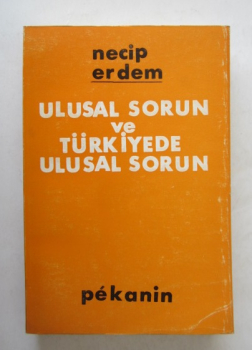 necip
erdem
ULUSAL SORUN
ve
TÜRKİYEDE
ULUSAL SORUN
pékanin